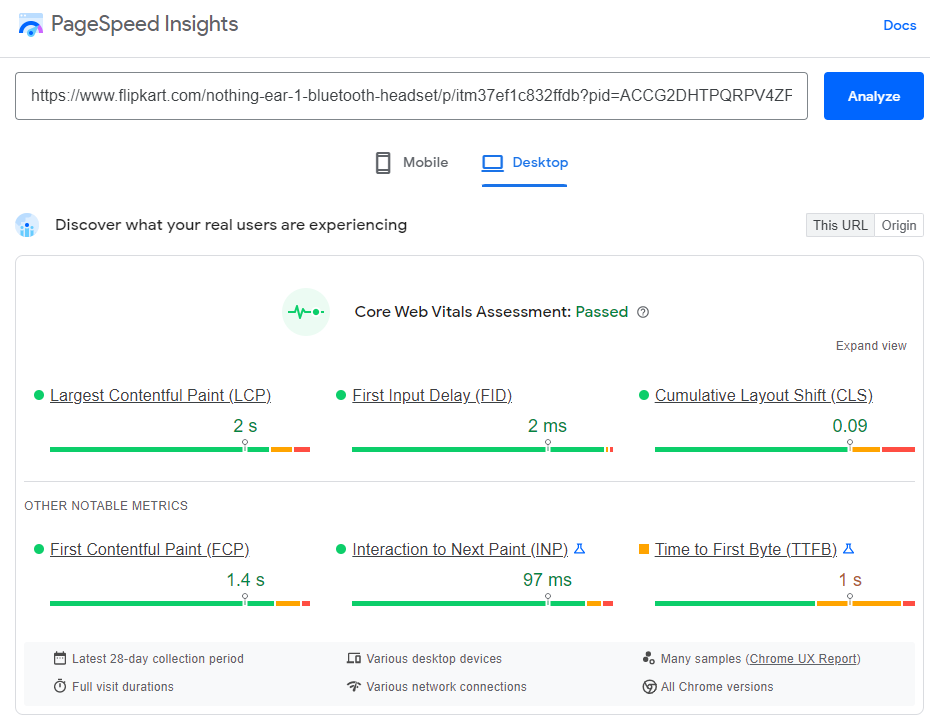 PageSpeed Insights
Docs
https://www.flipkart.com/nothing-ear-1-bluetooth-headset/p/itm37ef1c832ffdb?pid=ACCG2DHTPQRPV4ZF
Analyze
Mobile
Desktop
Discover what your real users are experiencing
This URL
Origin
Core Web Vitals Assessment: Passed
Expand view
Largest Contentful Paint (LCP)
2 s
First Input Delay (FID)
2 ms
Cumulative Layout Shift (CLS)
0.09
OTHER NOTABLE METRICS
First Contentful Paint (FCP)
1.4 s
Interaction to Next Paint (INP)
97 ms
Time to First Byte (TTFB)
1 s
Latest 28-day collection period
Various desktop devices
Many samples (Chrome UX Report)
Full visit durations
Various network connections
All Chrome versions